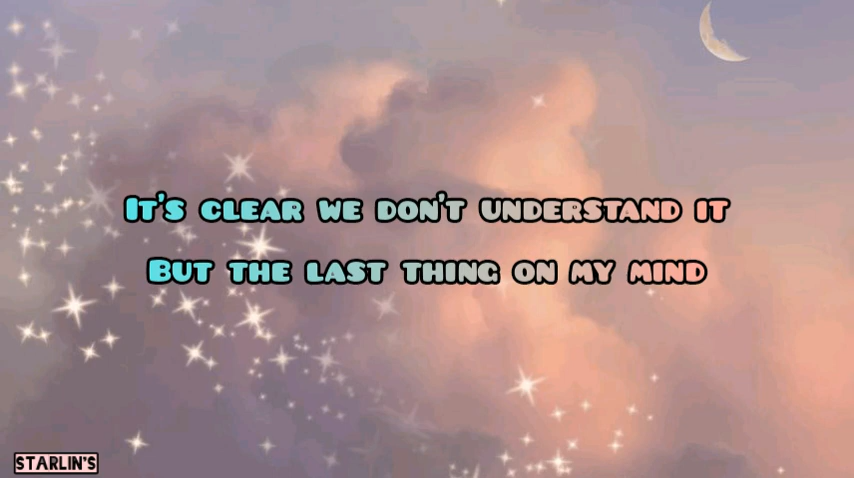 It's clear we don't understand it
But the last thing on my mind
STARLIN'S